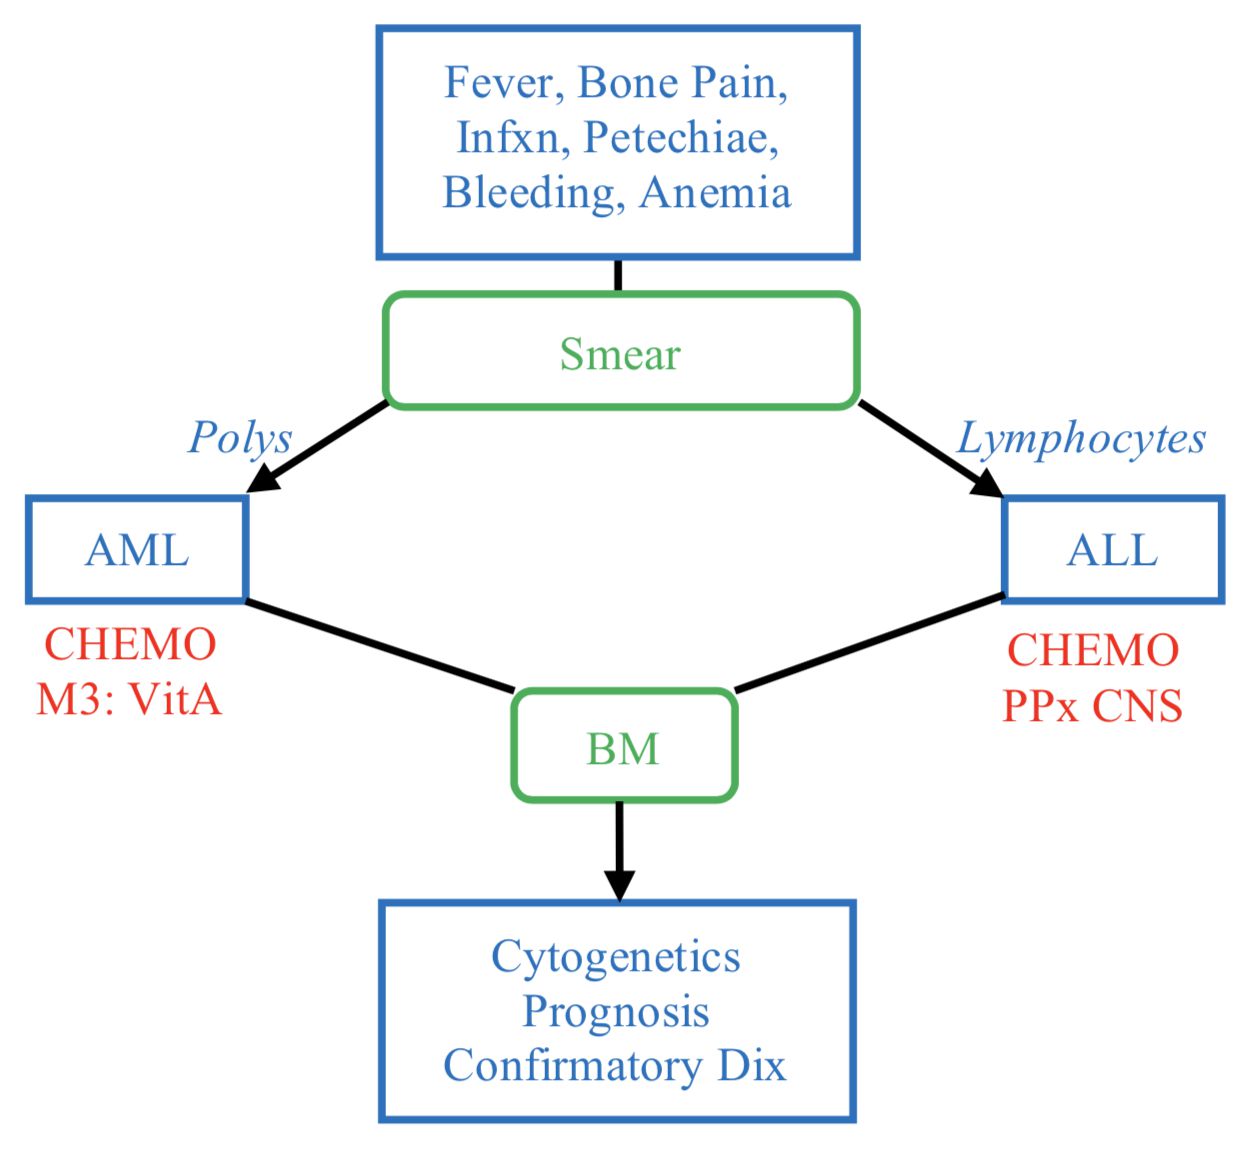 Fever, Bone Pain,
Infxn, Petechiae,
Bleeding, Anemia
Smear
Polys
Lymphocytes
AML
ALL
CHEMO
M3: VitA
CHEMO
PPx CNS
BM
Cytogenetics
Prognosis
Confirmatory Dix